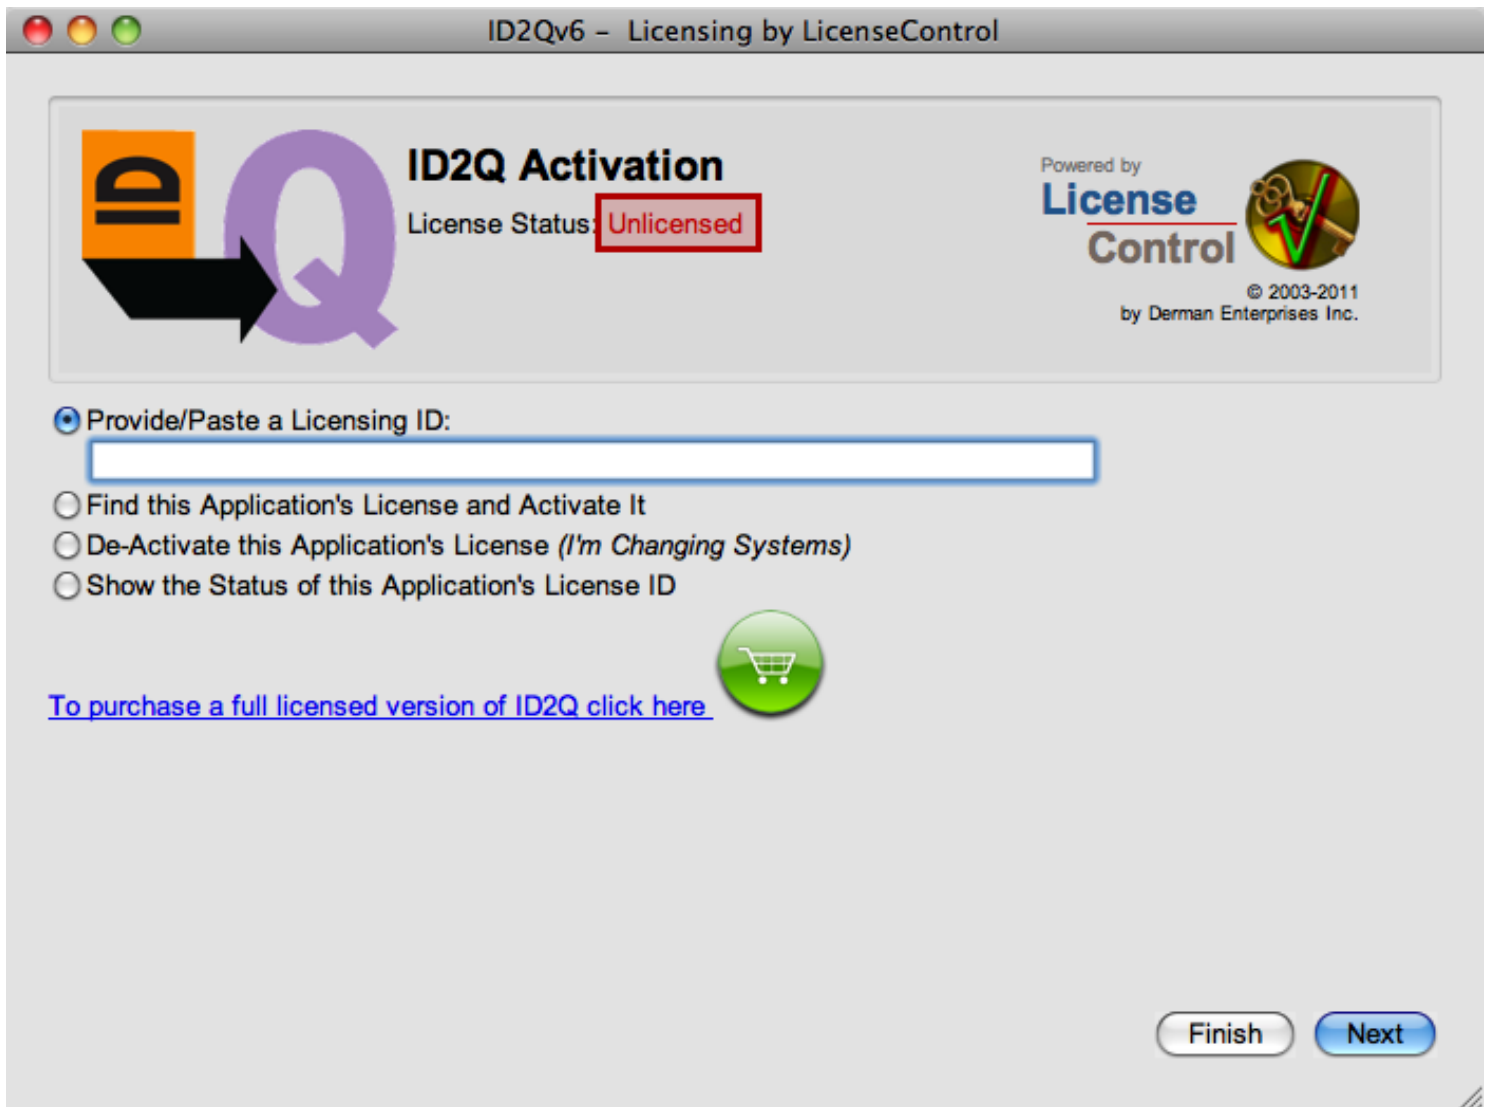 ID2Qv6 – Licensing by LicenseControl
ID
Q
ID2Q Activation
License Status: Unlicensed
Powered by
License
Control
© 2003-2011
by Derman Enterprises Inc.
Provide/Paste a Licensing ID:
Find this Application's License and Activate It
De-Activate this Application's License (I'm Changing Systems)
Show the Status of this Application's License ID
To purchase a full licensed version of ID2Q click here
Finish
Next